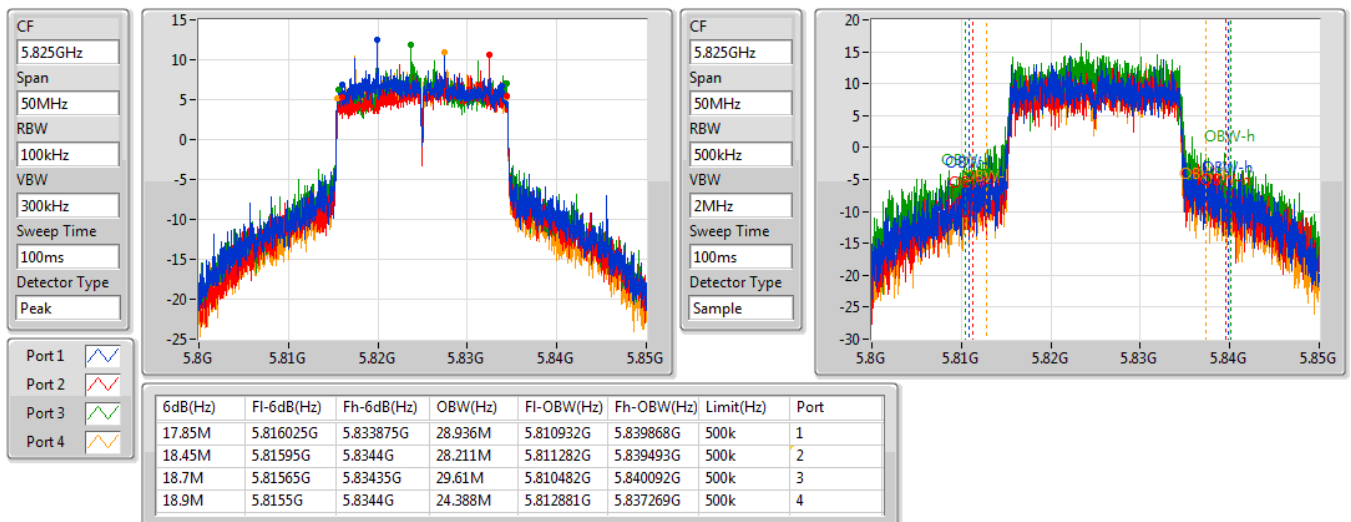 CF
5.825GHz
Span
50MHz
RBW
100kHz
VBW
300kHz
Sweep Time
100ms
Detector Type
Peak
15
10
5
0
-5
-10
-15
-20
-25
5.8G 5.81G 5.82G 5.83G 5.84G 5.85G
CF
5.825GHz
Span
50MHz
RBW
500kHz
VBW
2MHz
Sweep Time
100ms
Detector Type
Sample
20
15
10
5
0
-5
-10
-15
-20
-25
-30
OBW-h
5.8G 5.81G 5.82G 5.83G 5.84G 5.85G
Port 1
Port 2
Port 3
Port 4
6dB(Hz) Fl-6dB(Hz) Fh-6dB(Hz) OBW(Hz) Fl-OBW(Hz) Fh-OBW(Hz) Limit(Hz) Port
17.85M 5.816025G 5.833875G 28.936M 5.810932G 5.839868G 500k 1
18.45M 5.81595G 5.8344G 28.211M 5.811282G 5.839493G 500k 2
18.7M 5.81565G 5.83435G 29.61M 5.810482G 5.840092G 500k 3
18.9M 5.8155G 5.8344G 24.388M 5.812881G 5.837269G 500k 4